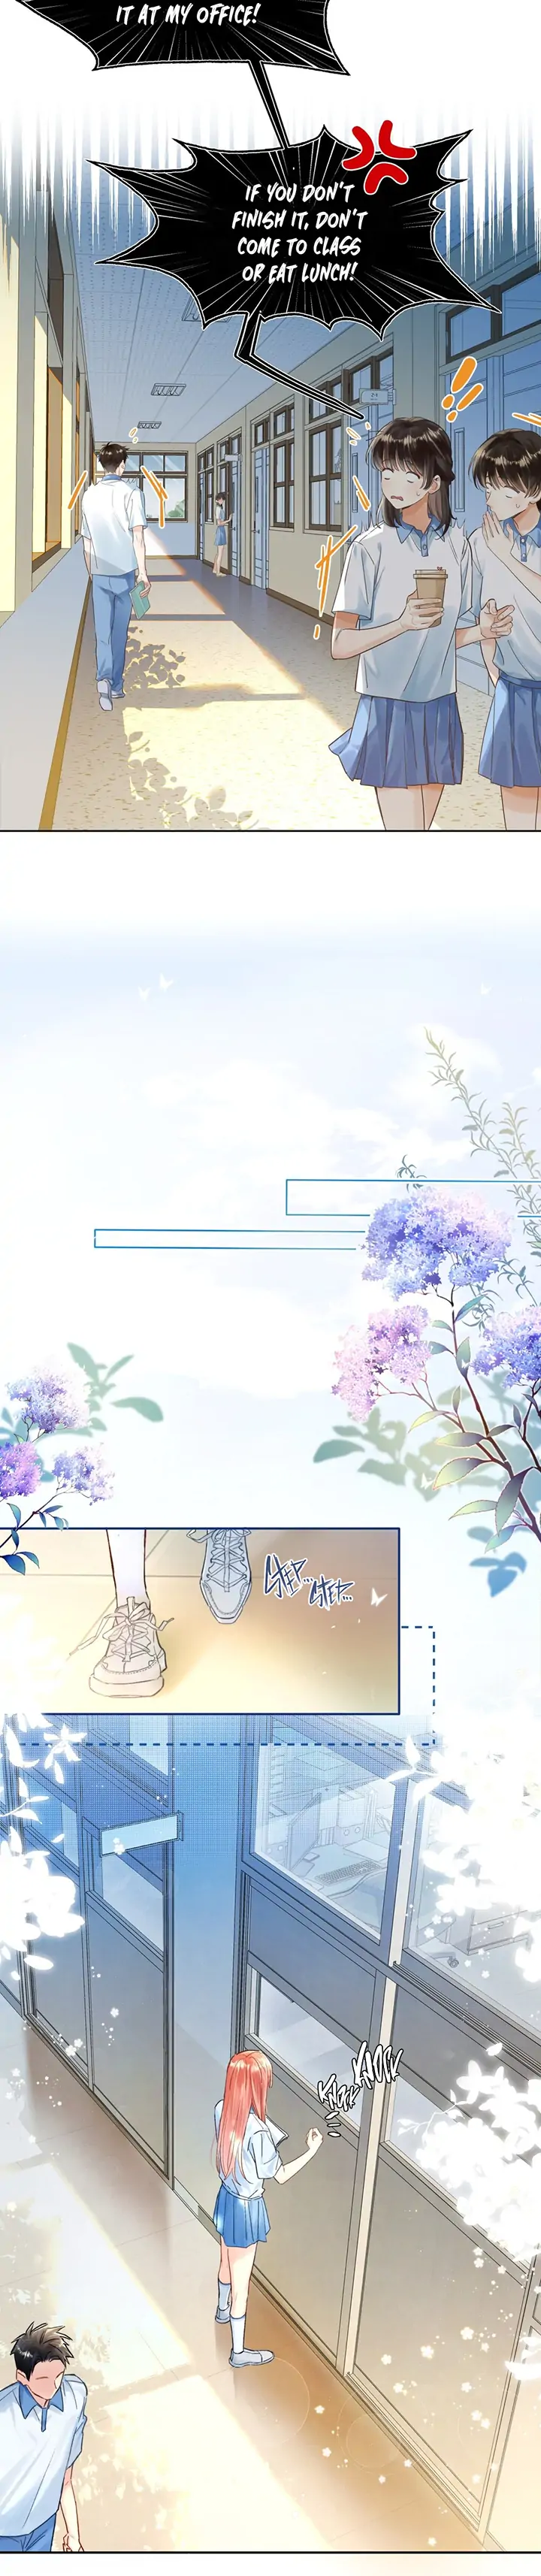 IT AT MY OFFICE!
IF YOU DON'T
FINISH IT, DON'T
COME TO CLASS
OR EAT LUNCH!
24
STEP...
STEP...
KNOCK
KNOCK